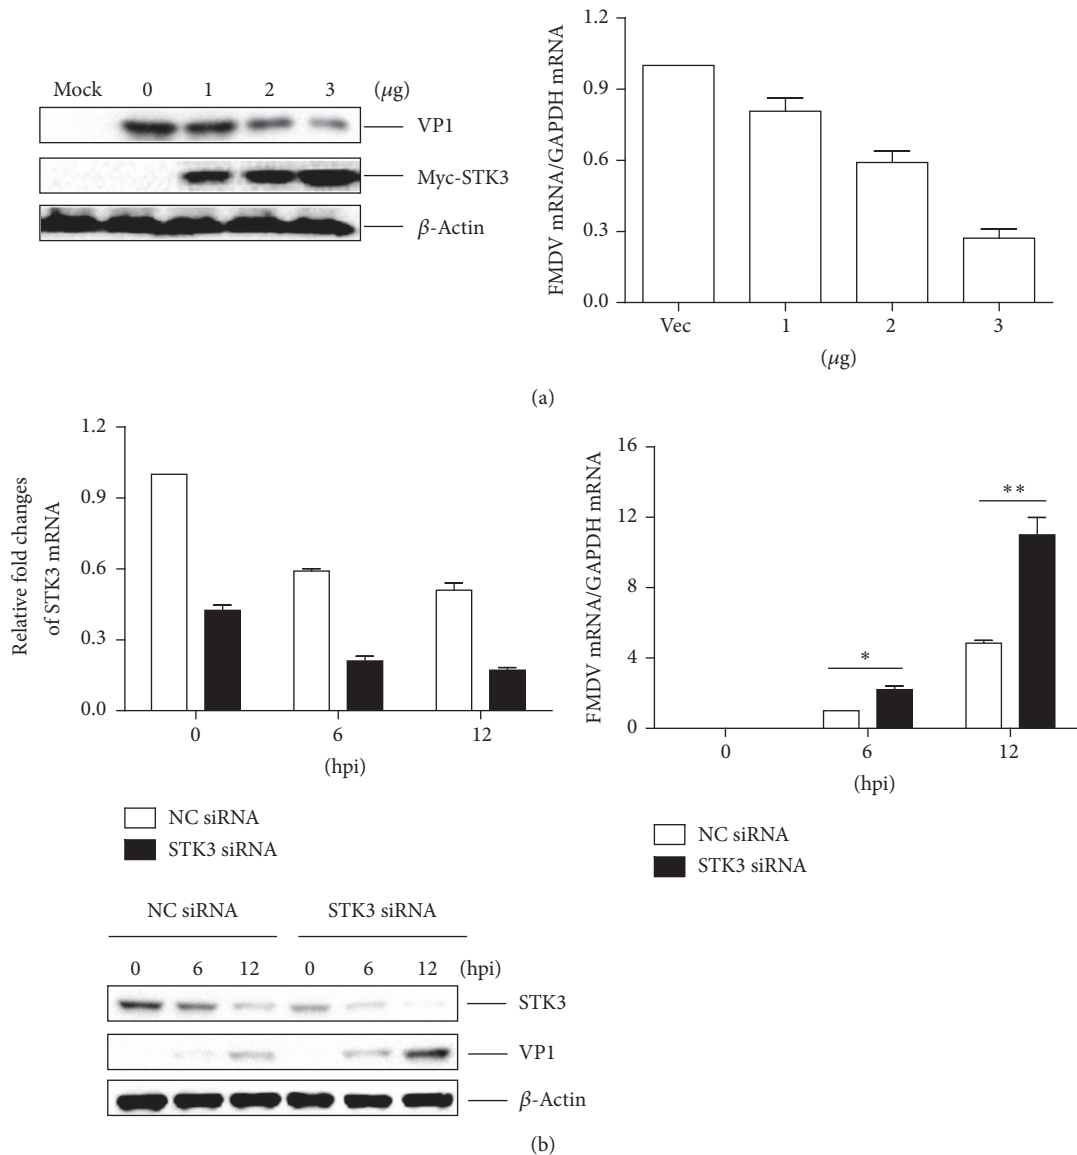 Mock 0 1 2 3 (μg)
VP1
Myc-STK3
β-Actin
FMDV mRNA/GAPDH mRNA
1.2
0.9
0.6
0.3
0.0
Vec 1 2 3
(μg)
(a)
Relative fold changes
of STK3 mRNA
1.2
0.9
0.6
0.3
0.0
0 6 12
(hpi)
NC siRNA
STK3 siRNA
FMDV mRNA/GAPDH mRNA
16
12
8
4
0
*
**
0 6 12
(hpi)
NC siRNA
STK3 siRNA
NC siRNA STK3 siRNA
0 6 12 0 6 12 (hpi)
STK3
VP1
β-Actin
(b)